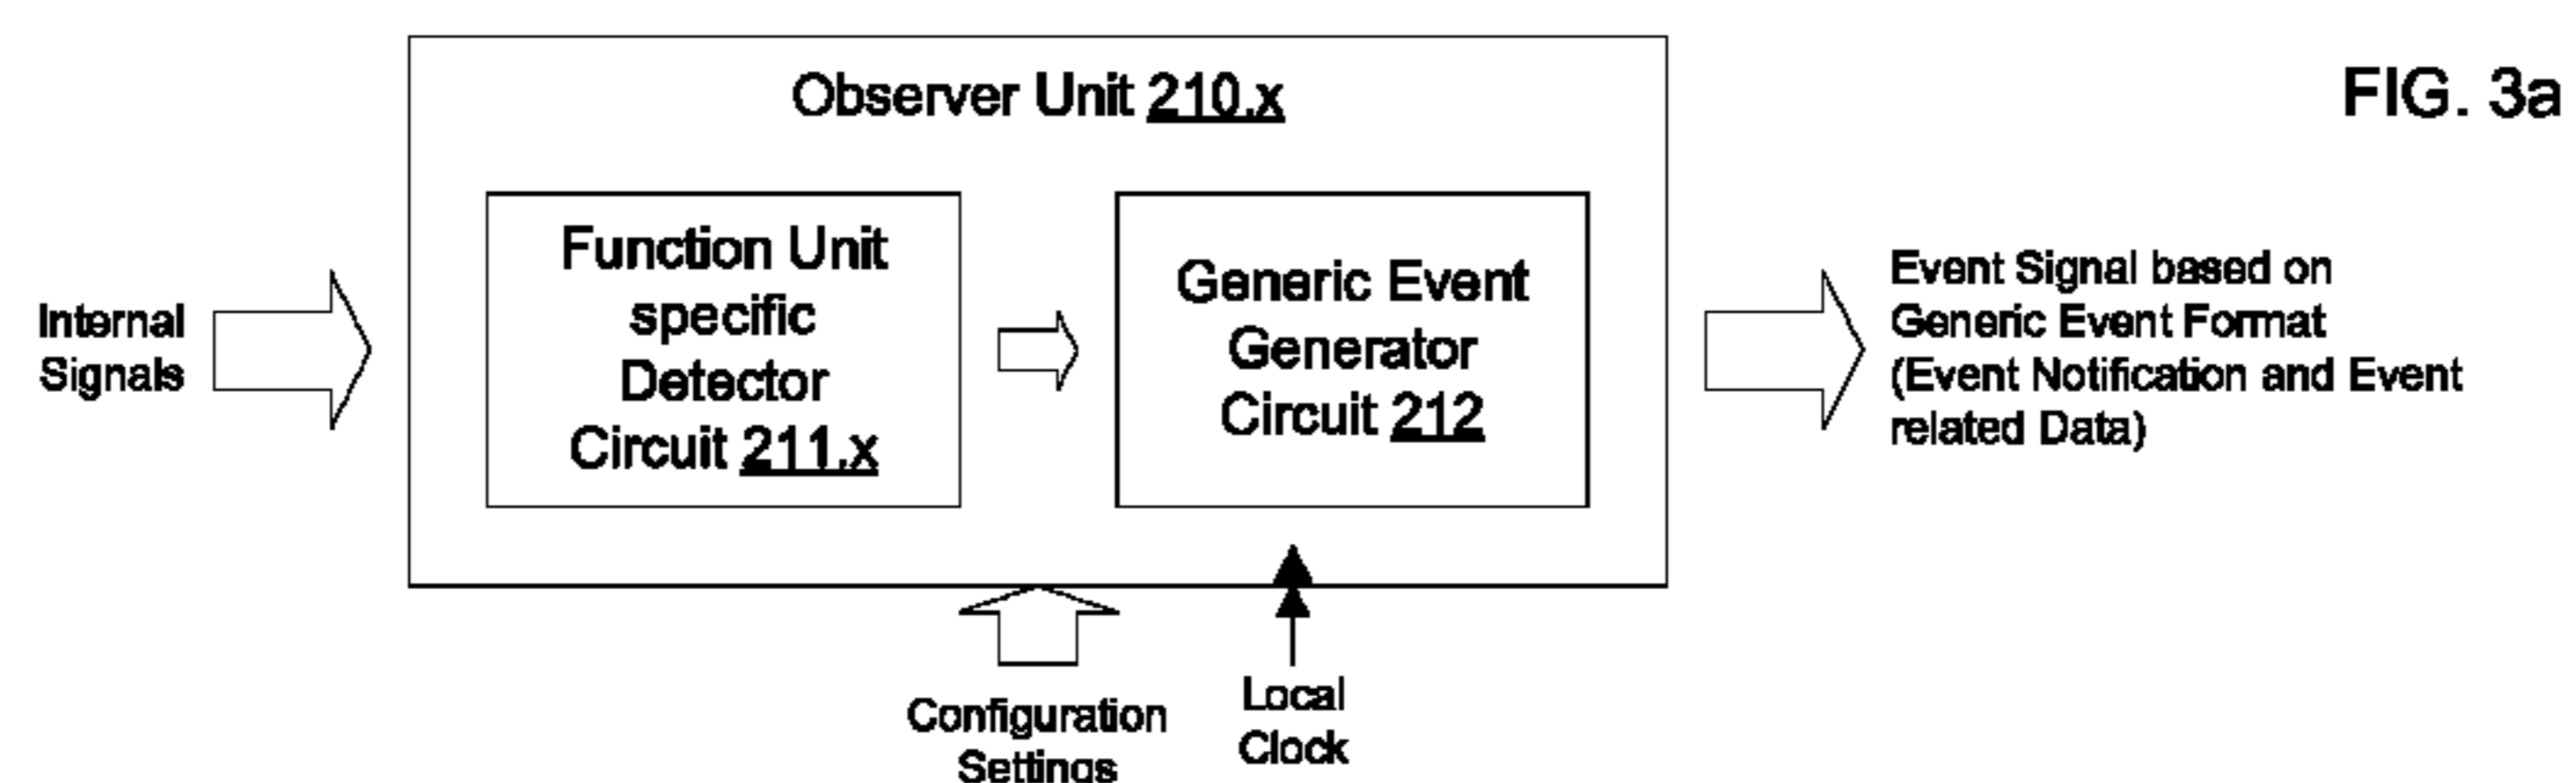 Observer Unit 210.x
FIG. 3a
Internal
Signals
Function Unit
specific
Detector
Circuit 211.x
Generic Event
Generator
Circuit 212
Event Signal based on
Generic Event Format
(Event Notification and Event
related Data)
Configuration
Settings
Local
Clock